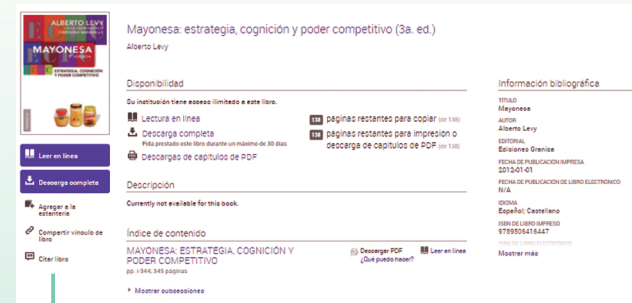 ALBERTO LEVY
MAYONESA
ESTRATEGIA, COGNICIÓN
Y PODER COMPETITIVO
Leer en línea
Descarga completa
Agregar a la
estantería
Compartir vínculo de
libro
Citar libro
Mayonesa: estrategia, cognición y poder competitivo (3a. ed.)
Alberto Levy
Disponibilidad
Su institución tiene acceso ilimitado a este libro.
Lectura en línea
Descarga completa
Pida prestado este libro durante un máximo de 30 días
Descargas de capítulos de PDF
138 páginas restantes para copiar (de 138)
138 páginas restantes para impresión o
descarga de capítulos de PDF (de 138)
Descripción
Currently not available for this book.
Índice de contenido
MAYONESA: ESTRATEGIA, COGNICIÓN Y
PODER COMPETITIVO
pp. i-344; 345 páginas
Descargar PDF
¿Qué puedo hacer?
Leer en línea
Mostrar subsecciones
Información bibliográfica
TÍTULO
Mayonesa
AUTOR
Alberto Levy
EDITORIAL
Ediciones Granica
FECHA DE PUBLICACIÓN IMPRESA
2012-01-01
FECHA DE PUBLICACIÓN DE LIBRO ELECTRÓNICO
N/A
IDIOMA
Español; Castellano
ISBN DE LIBRO IMPRESO
9789506416447
ISBN DE LIBRO ELECTRÓNICO
Mostrar más